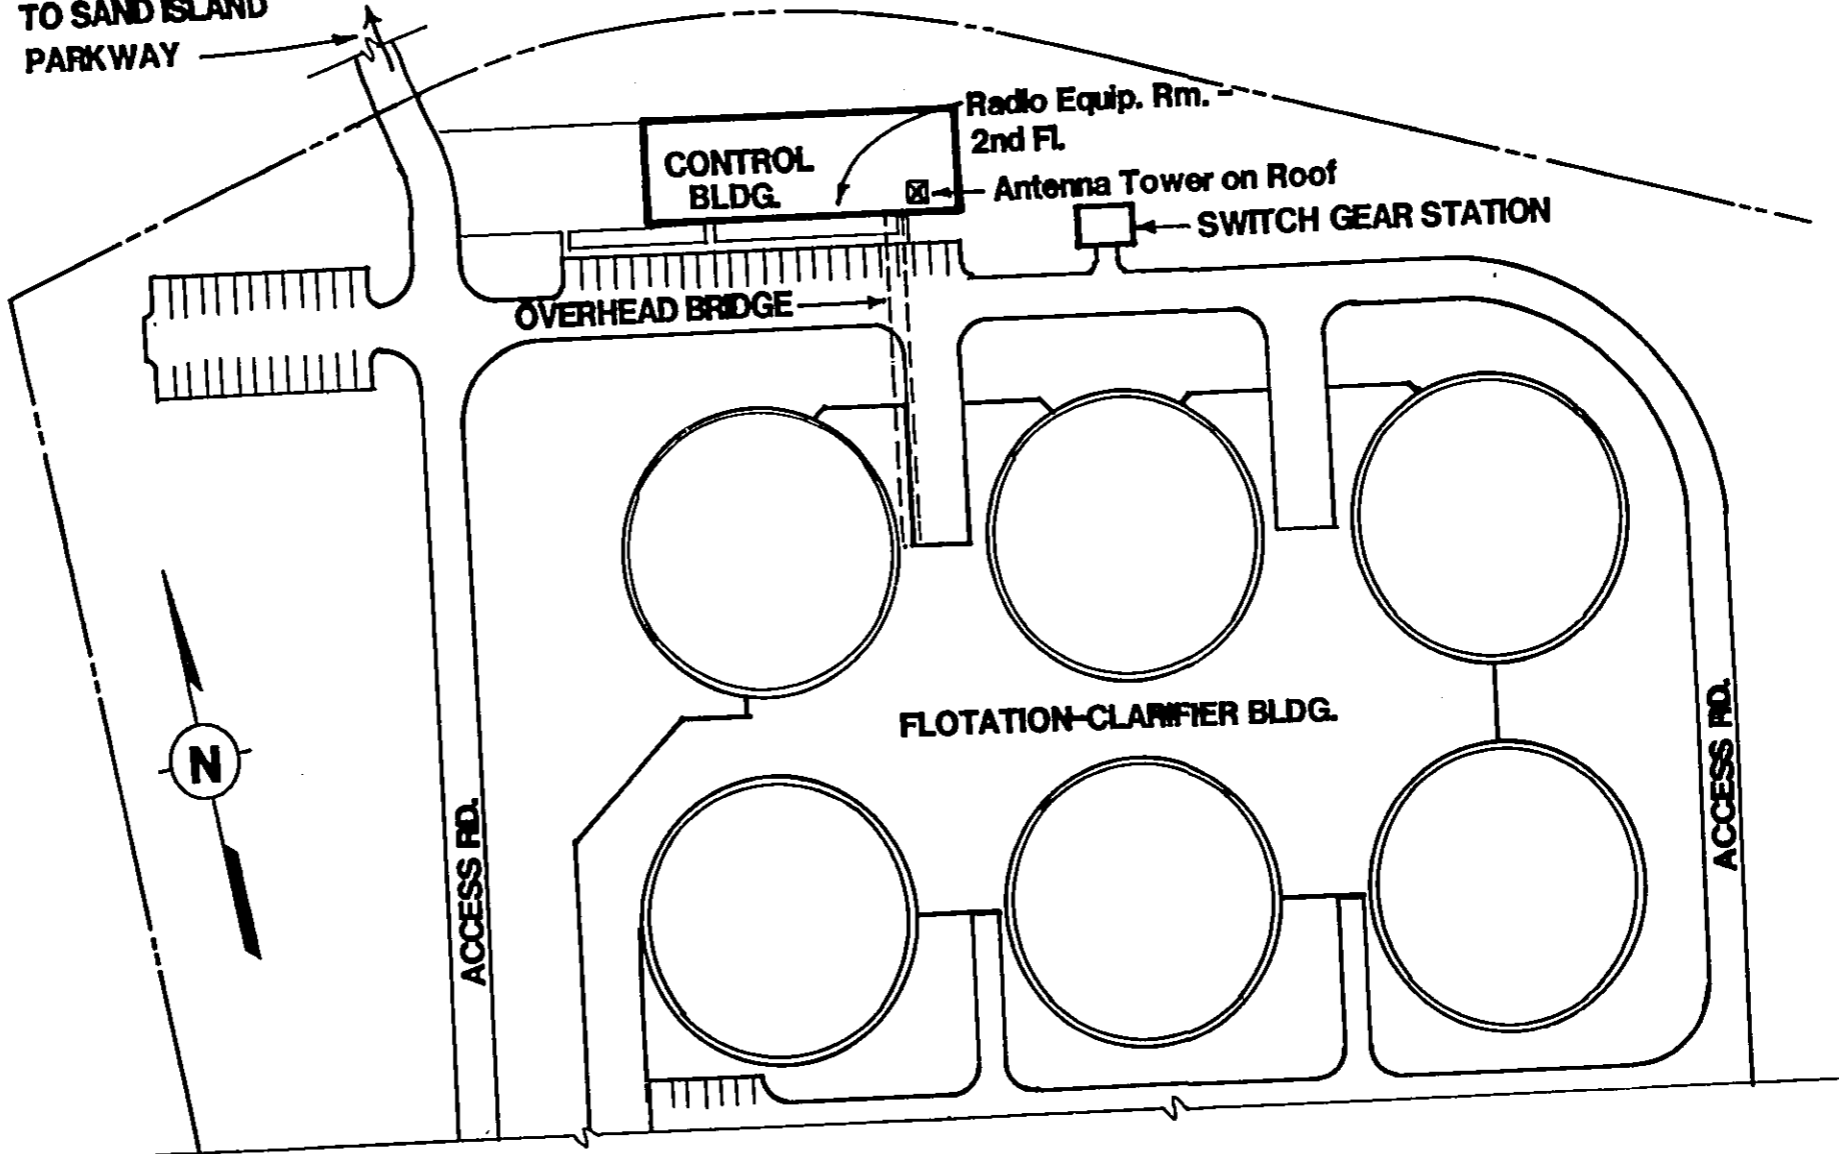 TO SAND ISLAND
PARKWAY
Radio Equip. Rm. -
2nd Fl.
CONTROL
BLDG.
Antenna Tower on Roof
SWITCH GEAR STATION
OVERHEAD BRIDGE
FLOTATION-CLARIFIER BLDG.
N
ACCESS RD.
ACCESS RD.